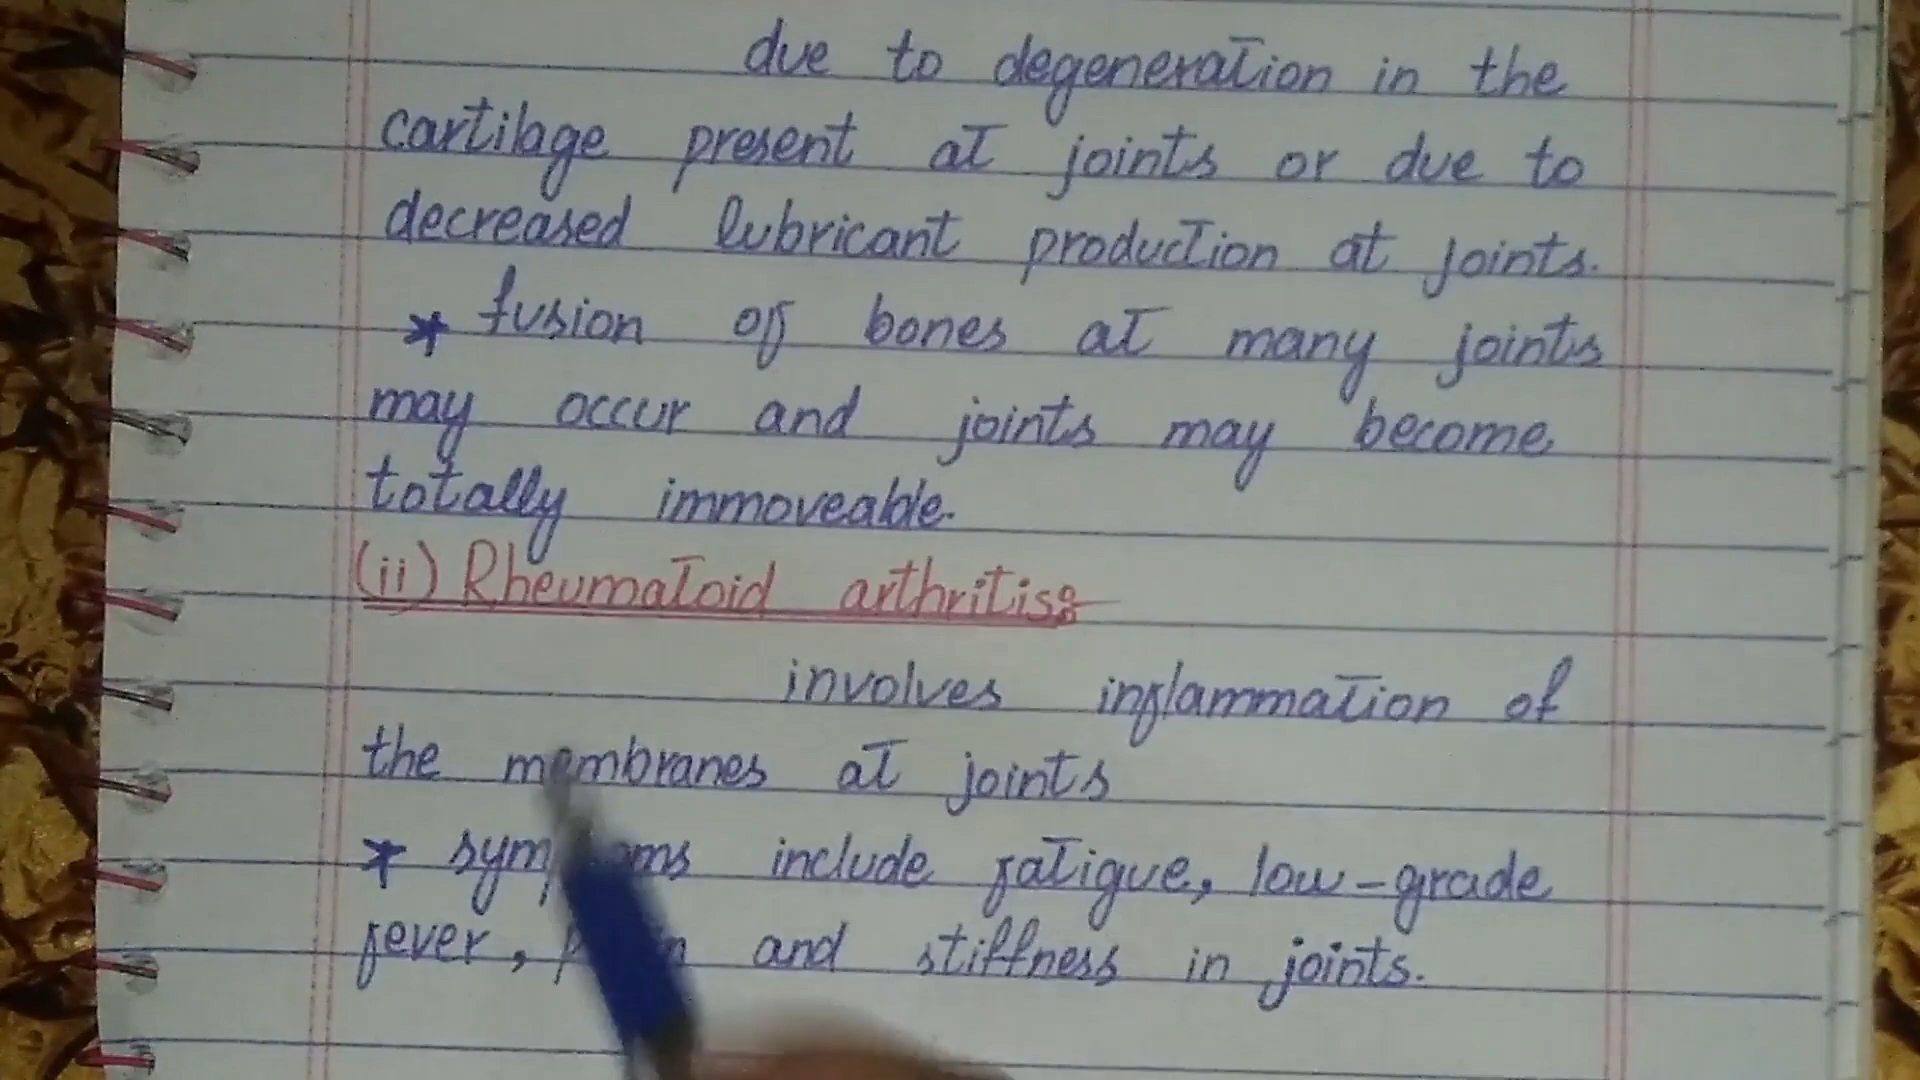 due to degeneration in the
cartilage present at joints or due to
decreased lubricant production at joints.
* fusion of bones at many joints
may occur and joints may become
totally immoveable.
(ii) Rheumatoid arthritis:-
involves inflammation of
the membranes at joints
* include fatigue, low-grade
fever, and stiffness in joints.